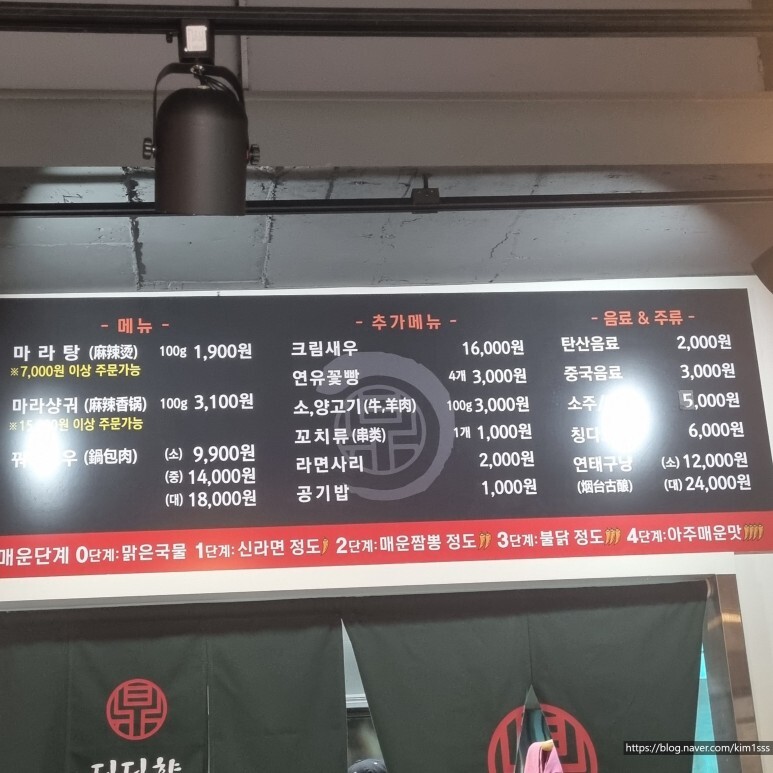 - 메뉴 -
마라탕 (麻辣烫) 100g 1,900원
※7,000원 이상 주문가능
마라샹궈 (麻辣香锅) 100g 3,100원
이상 주문가능
(鍋包肉) (소) 9,900원
(중) 14,000원
(대) 18,000원
- 추가메뉴 -
크림새우 16,000원
연유꽃빵 4개 3,000원
소,양고기(牛,羊肉) 100g 3,000원
꼬치류(串类) 1개 1,000원
라면사리 2,000원
공기밥 1,000원
- 음료 & 주류 -
탄산음료 2,000원
중국음료 3,000원
소주/ 5,000원
칭다 6,000원
연태구냥 (소) 12,000원
(烟台古酿) (대) 24,000원
매운단계 0단계: 맑은국물 1단계: 신라면 정도 2단계: 매운짬뽕 정도 3단계: 불닭 정도 4단계: 아주매운맛
https://blog.naver.com/kim1sss